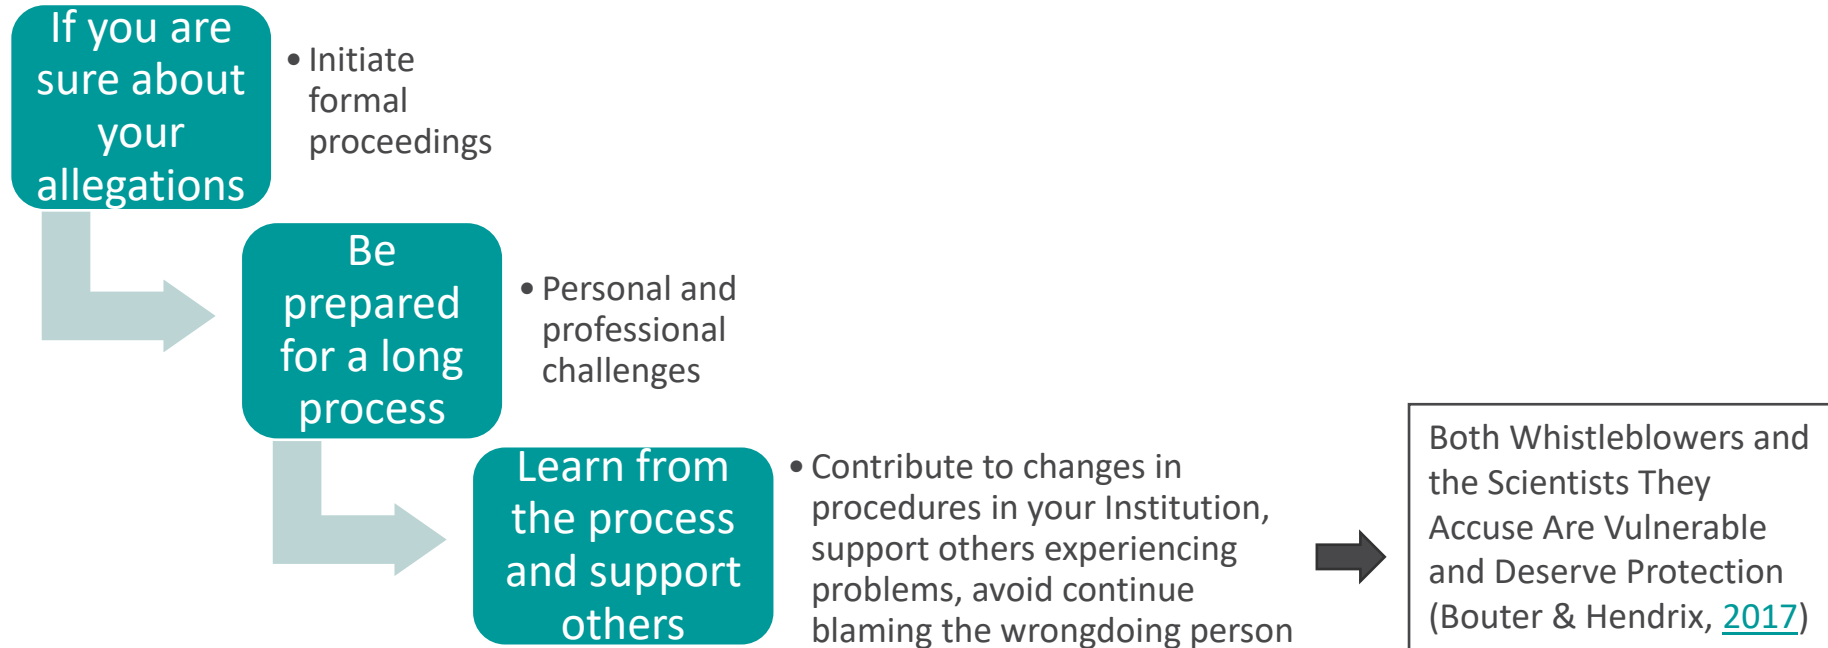 If you are
sure about
your
allegations
• Initiate
formal
proceedings
Be
prepared
for a long
process
• Personal and
professional
challenges
Learn from
the process
and support
others
• Contribute to changes in
procedures in your Institution,
support others experiencing
problems, avoid continue
blaming the wrongdoing person
Both Whistleblowers and
the Scientists They
Accuse Are Vulnerable
and Deserve Protection
(Bouter & Hendrix, 2017)